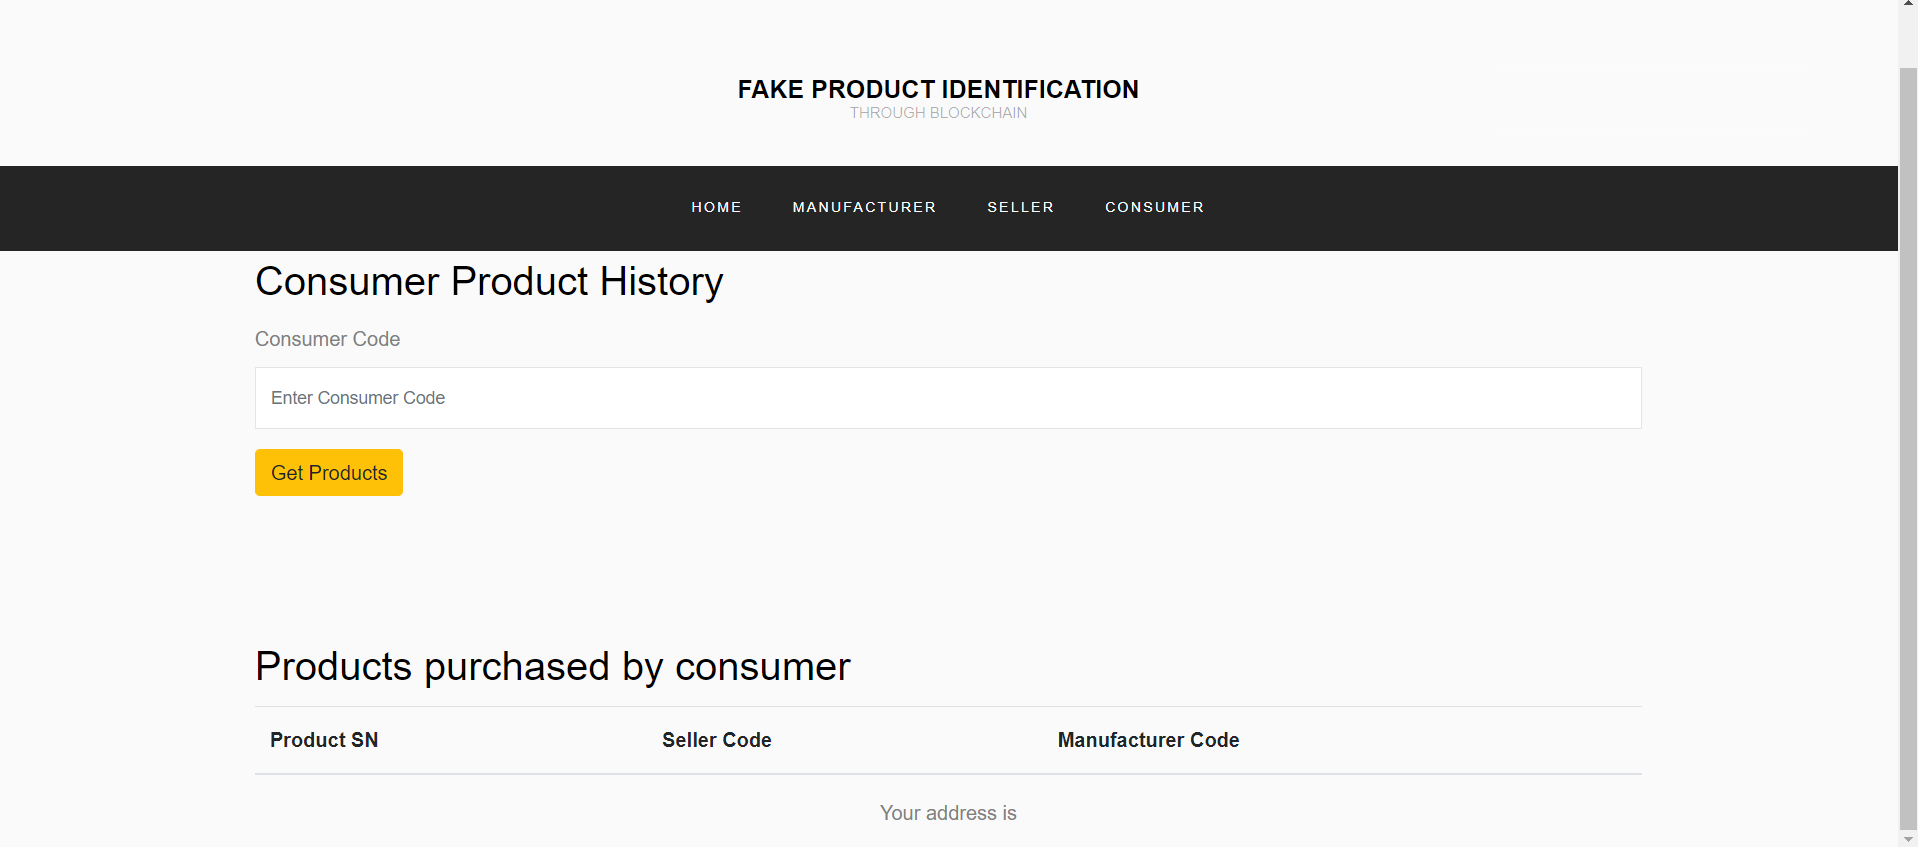 FAKE PRODUCT IDENTIFICATION
THROUGH BLOCKCHAIN
HOME MANUFACTURER SELLER CONSUMER
Consumer Product History
Consumer Code
Enter Consumer Code
Get Products
Products purchased by consumer
Product SN Seller Code Manufacturer Code
Your address is